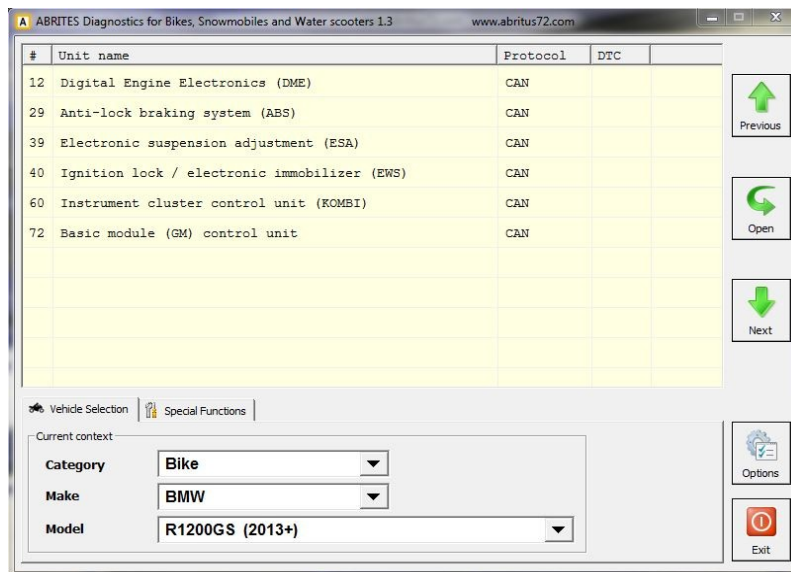 A ABRITES Diagnostics for Bikes, Snowmobiles and Water scooters 1.3 www.abritus72.com
# Unit name Protocol DTC
12 Digital Engine Electronics (DME) CAN
29 Anti-lock braking system (ABS) CAN
39 Electronic suspension adjustment (ESA) CAN
40 Ignition lock / electronic immobilizer (EWS) CAN
60 Instrument cluster control unit (KOMBI) CAN
72 Basic module (GM) control unit CAN
Previous
Open
Next
Vehicle Selection Special Functions
Current context
Category Bike
Make BMW
Model R1200GS (2013+)
Options
Exit